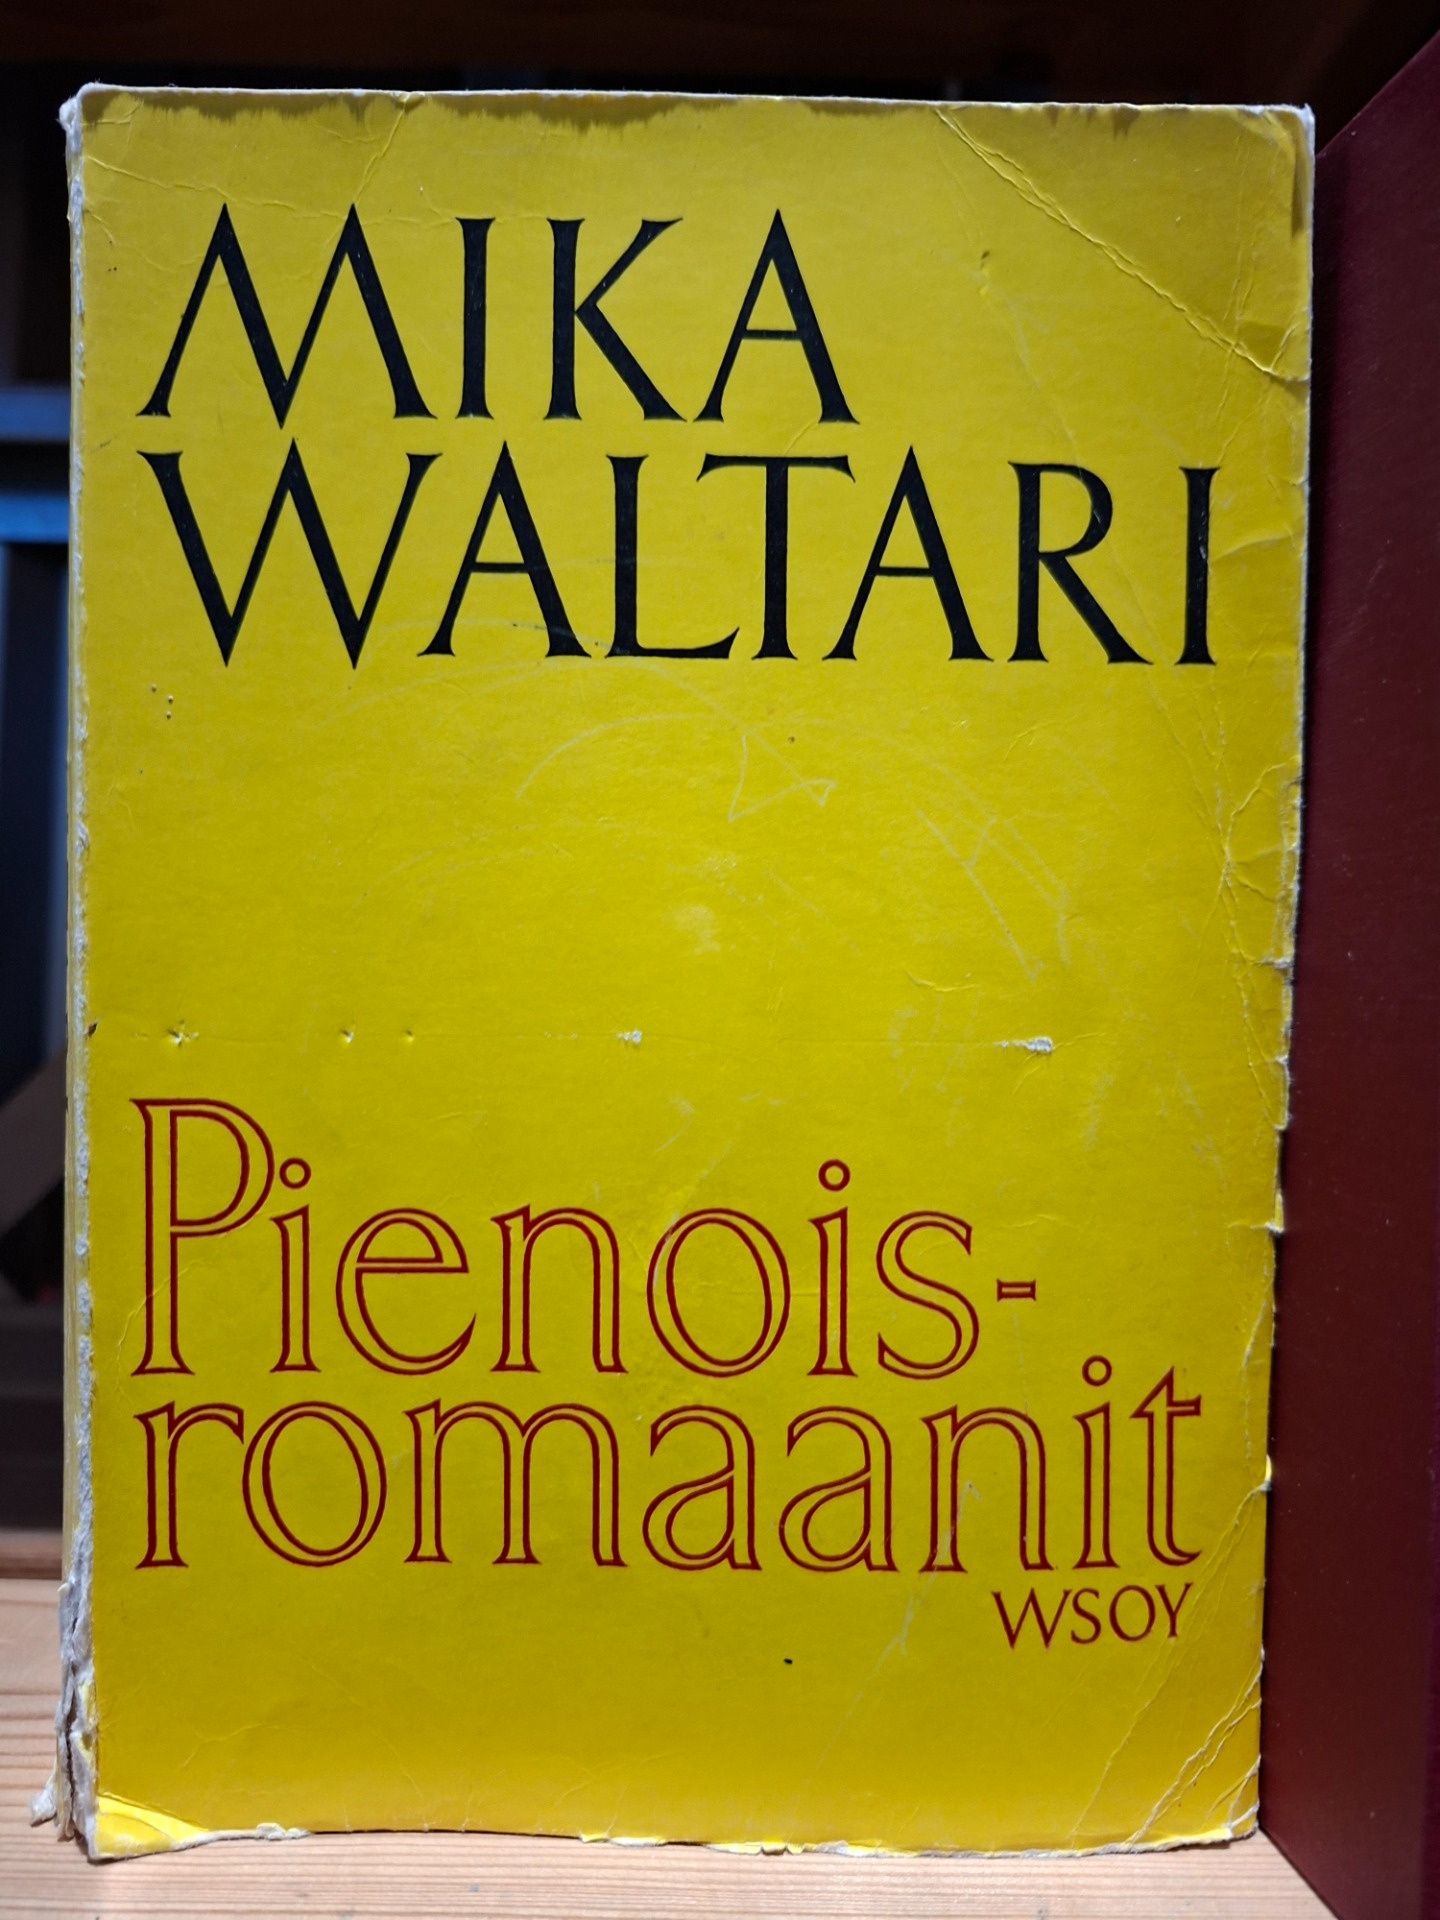 MIKA
WALTARI
Pienois-
romaanit
WSOY